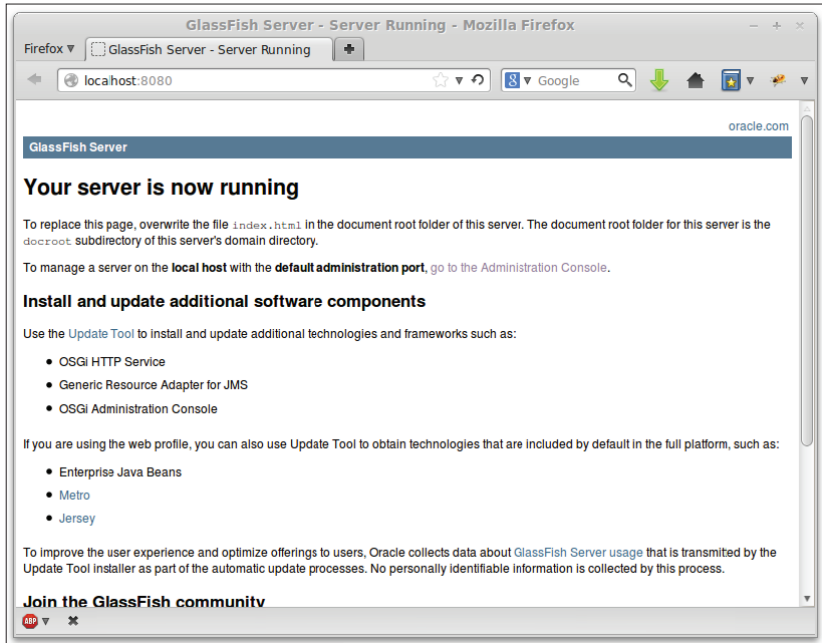 GlassFish Server - Server Running - Mozilla Firefox
Firefox
GlassFish Server - Server Running
localhost:8080
Google
oracle.com
GlassFish Server
Your server is now running
To replace this page, overwrite the file index.html in the document root folder of this server. The document root folder for this server is the
docroot subdirectory of this server's domain directory.
To manage a server on the local host with the default administration port, go to the Administration Console.
Install and update additional software components
Use the Update Tool to install and update additional technologies and frameworks such as:
• OSGi HTTP Service
• Generic Resource Adapter for JMS
• OSGi Administration Console
If you are using the web profile, you can also use Update Tool to obtain technologies that are included by default in the full platform, such as:
• Enterprise Java Beans
• Metro
• Jersey
To improve the user experience and optimize offerings to users, Oracle collects data about GlassFish Server usage that is transmitted by the
Update Tool installer as part of the automatic update processes. No personally identifiable information is collected by this process.
Join the GlassFish community
ABP